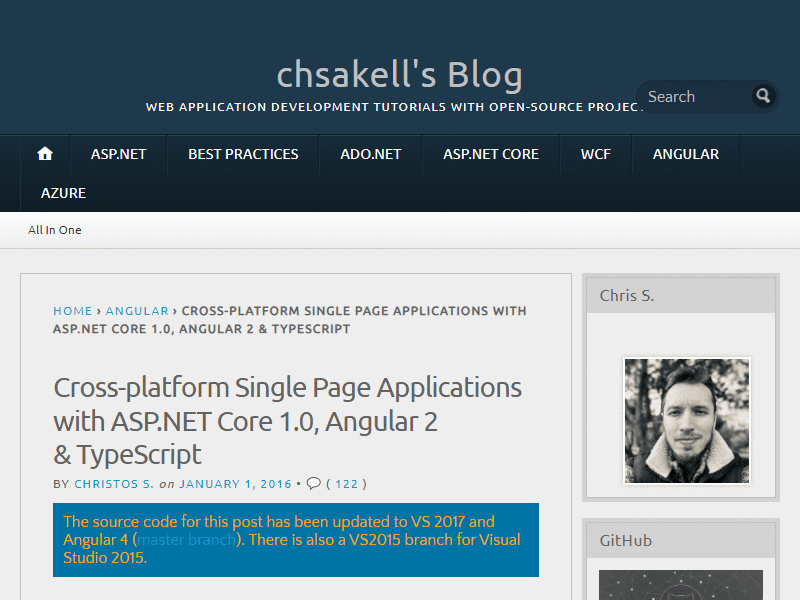 chsakell's Blog
WEB APPLICATION DEVELOPMENT TUTORIALS WITH OPEN-SOURCE PROJEC
Search
ASP.NET BEST PRACTICES ADO.NET ASP.NET CORE WCF ANGULAR
AZURE
All In One
HOME › ANGULAR › CROSS-PLATFORM SINGLE PAGE APPLICATIONS WITH
ASP.NET CORE 1.0, ANGULAR 2 & TYPESCRIPT
Cross-platform Single Page Applications
with ASP.NET Core 1.0, Angular 2
& TypeScript
BY CHRISTOS S. on JANUARY 1, 2016 • ( 122 )
The source code for this post has been updated to VS 2017 and
Angular 4 (master branch). There is also a VS2015 branch for Visual
Studio 2015.
Chris S.
GitHub